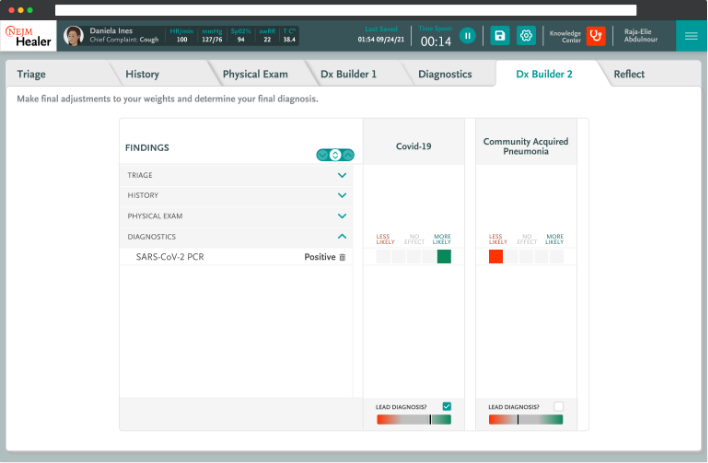 NEJM
Healer
Daniela Ines
Chief Complaint: Cough
HR/min mmHg SpO2% awRR T C°
100 127/76 94 22 38.4
Last Saved
01:54 09/24/21
Time Spent
00:14
Knowledge
Center
Raja-Elie
Abdulnour
Triage History Physical Exam Dx Builder 1 Diagnostics Dx Builder 2 Reflect
Make final adjustments to your weights and determine your final diagnosis.
FINDINGS
Covid-19
Community Acquired
Pneumonia
TRIAGE
HISTORY
PHYSICAL EXAM
DIAGNOSTICS
LESS
LIKELY
NO
EFFECT
MORE
LIKELY
LESS
LIKELY
NO
EFFECT
MORE
LIKELY
SARS-CoV-2 PCR Positive
LEAD DIAGNOSIS?
LEAD DIAGNOSIS?